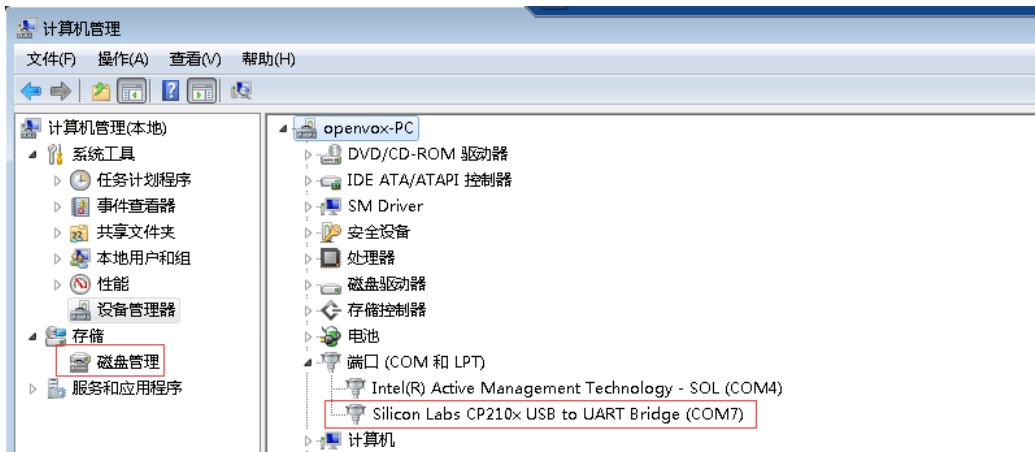 计算机管理
文件(F) 操作(A) 查看(V) 帮助(H)
计算机管理(本地)
系统工具
任务计划程序
事件查看器
共享文件夹
本地用户和组
性能
设备管理器
存储
磁盘管理
服务和应用程序
openvox-PC
DVD/CD-ROM 驱动器
IDE ATA/ATAPI 控制器
SM Driver
安全设备
处理器
磁盘驱动器
存储控制器
电池
端口 (COM 和 LPT)
Intel(R) Active Management Technology - SOL (COM4)
Silicon Labs CP210x USB to UART Bridge (COM7)
计算机